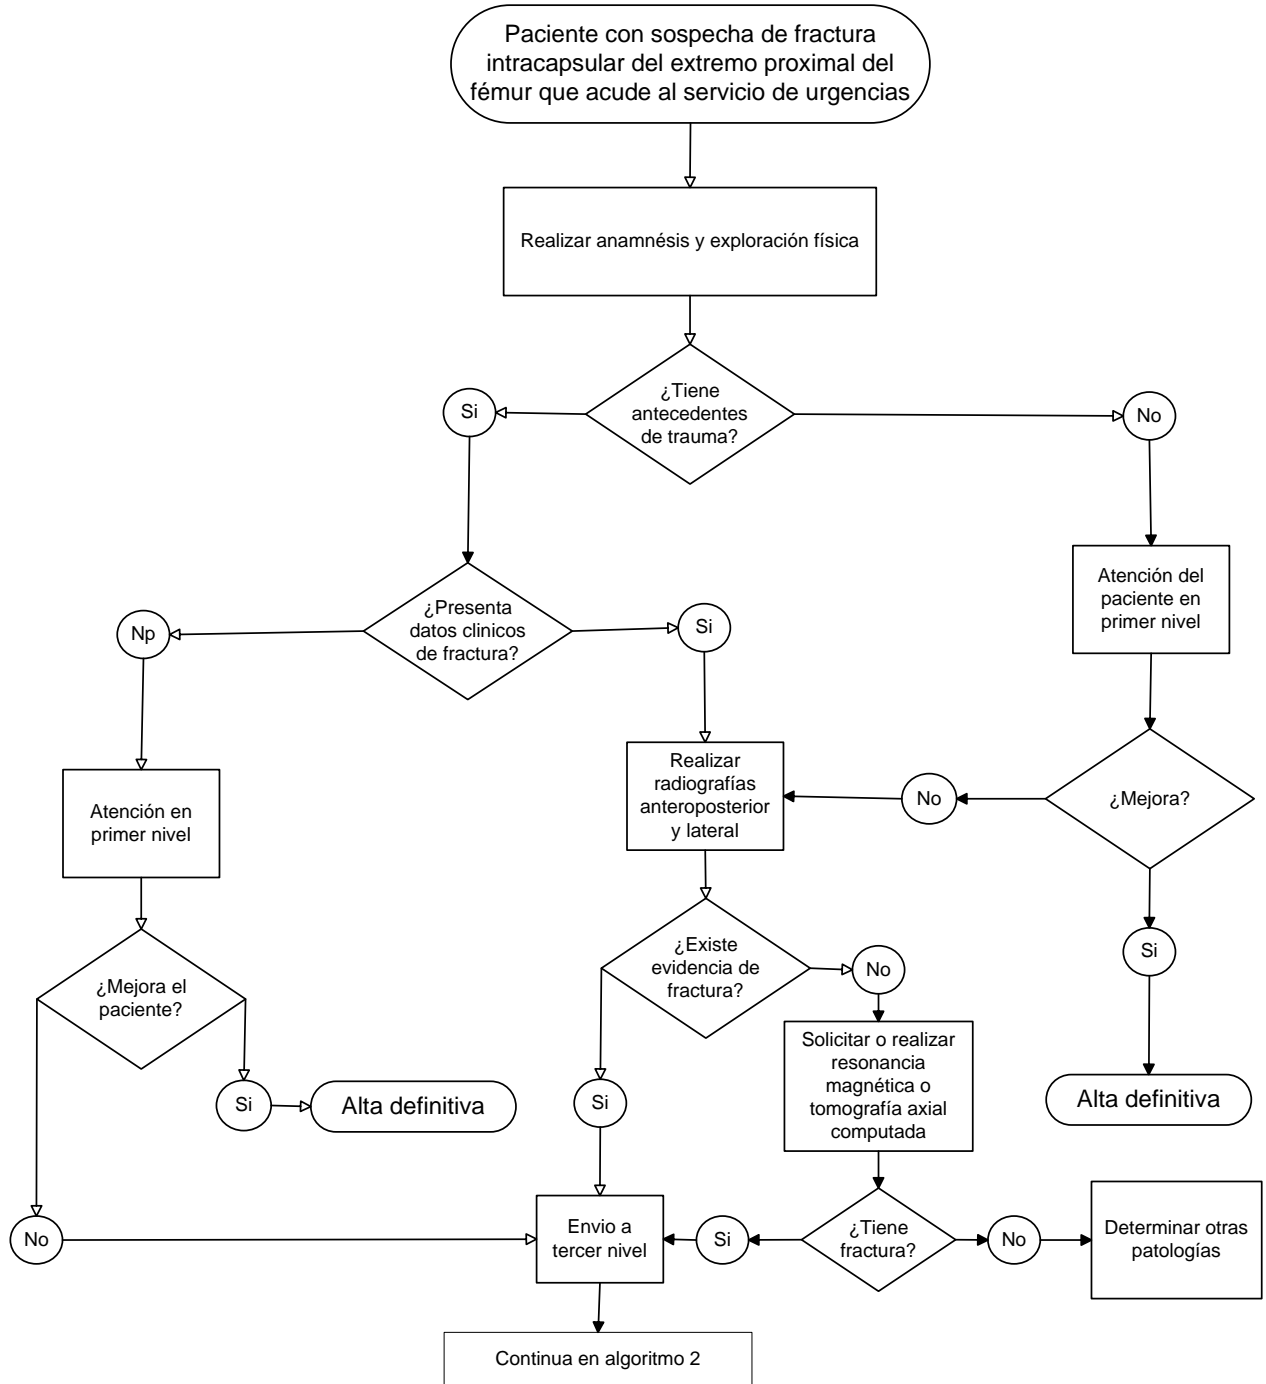 Paciente con sospecha de fractura
intracapsular del extremo proximal del
fémur que acude al servicio de urgencias
Realizar anamnésis y exploración física
¿Tiene
antecedentes
de trauma?
Si
No
¿Presenta
datos clinicos
de fractura?
Np
Si
Atención del
paciente en
primer nivel
Realizar
radiografías
anteroposterior
y lateral
No
¿Mejora?
Atención en
primer nivel
¿Mejora el
paciente?
¿Existe
evidencia de
fractura?
No
Si
Solicitar o realizar
resonancia
magnética o
tomografía axial
computada
Si
Alta definitiva
Si
Alta definitiva
No
Envio a
tercer nivel
Si
¿Tiene
fractura?
No
Determinar otras
patologías
Continua en algoritmo 2